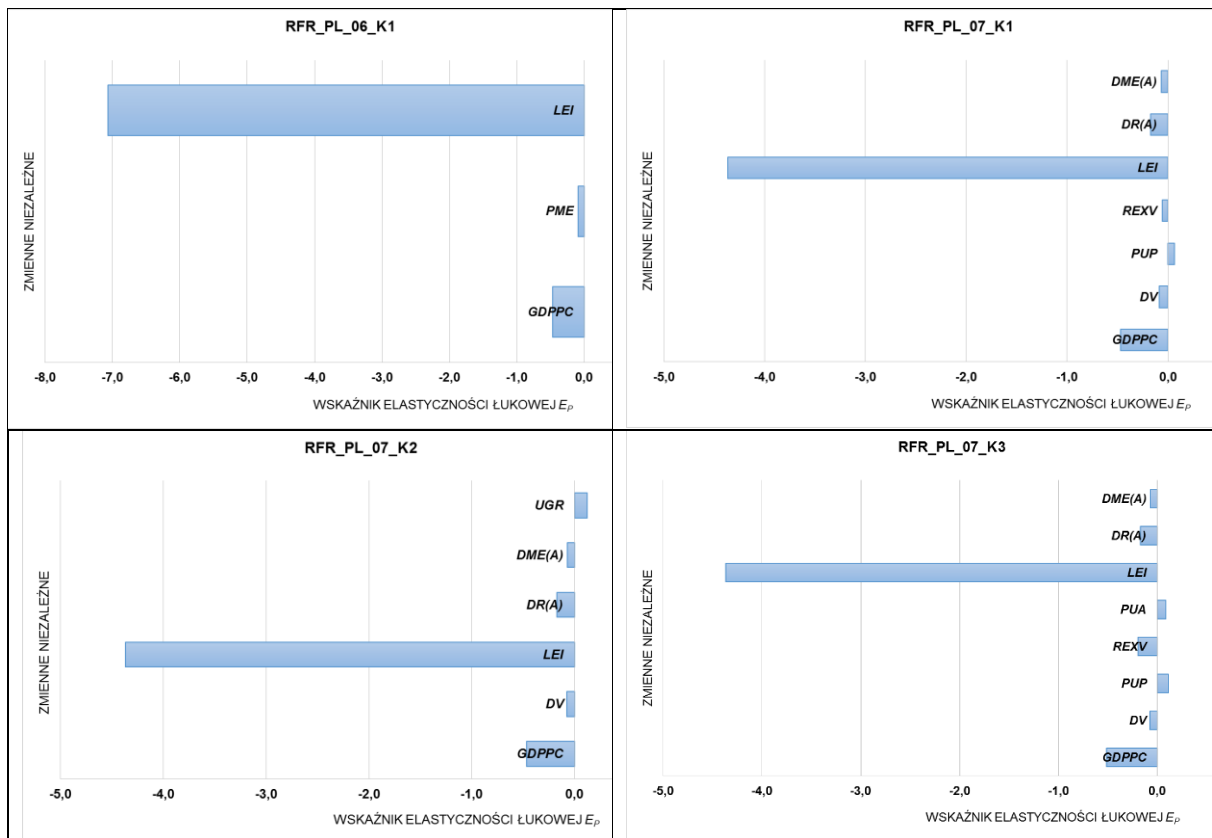 RFR_PL_06_K1
ZMIENNE NIEZALEŻNE
LEI
PME
GDPPC
-8,0 -7,0 -6,0 -5,0 -4,0 -3,0 -2,0 -1,0 0,0
WSKAŹNIK ELASTYCZNOŚCI ŁUKOWEJ EP
RFR_PL_07_K1
ZMIENNE NIEZALEŻNE
DME(A)
DR(A)
LEI
REXV
PUP
DV
GDPPC
-5,0 -4,0 -3,0 -2,0 -1,0 0,0
WSKAŹNIK ELASTYCZNOŚCI ŁUKOWEJ EP
RFR_PL_07_K2
ZMIENNE NIEZALEŻNE
UGR
DME(A)
DR(A)
LEI
DV
GDPPC
-5,0 -4,0 -3,0 -2,0 -1,0 0,0
WSKAŹNIK ELASTYCZNOŚCI ŁUKOWEJ EP
RFR_PL_07_K3
ZMIENNE NIEZALEŻNE
DME(A)
DR(A)
LEI
PUA
REXV
PUP
DV
GDPPC
-5,0 -4,0 -3,0 -2,0 -1,0 0,0
WSKAŹNIK ELASTYCZNOŚCI ŁUKOWEJ EP